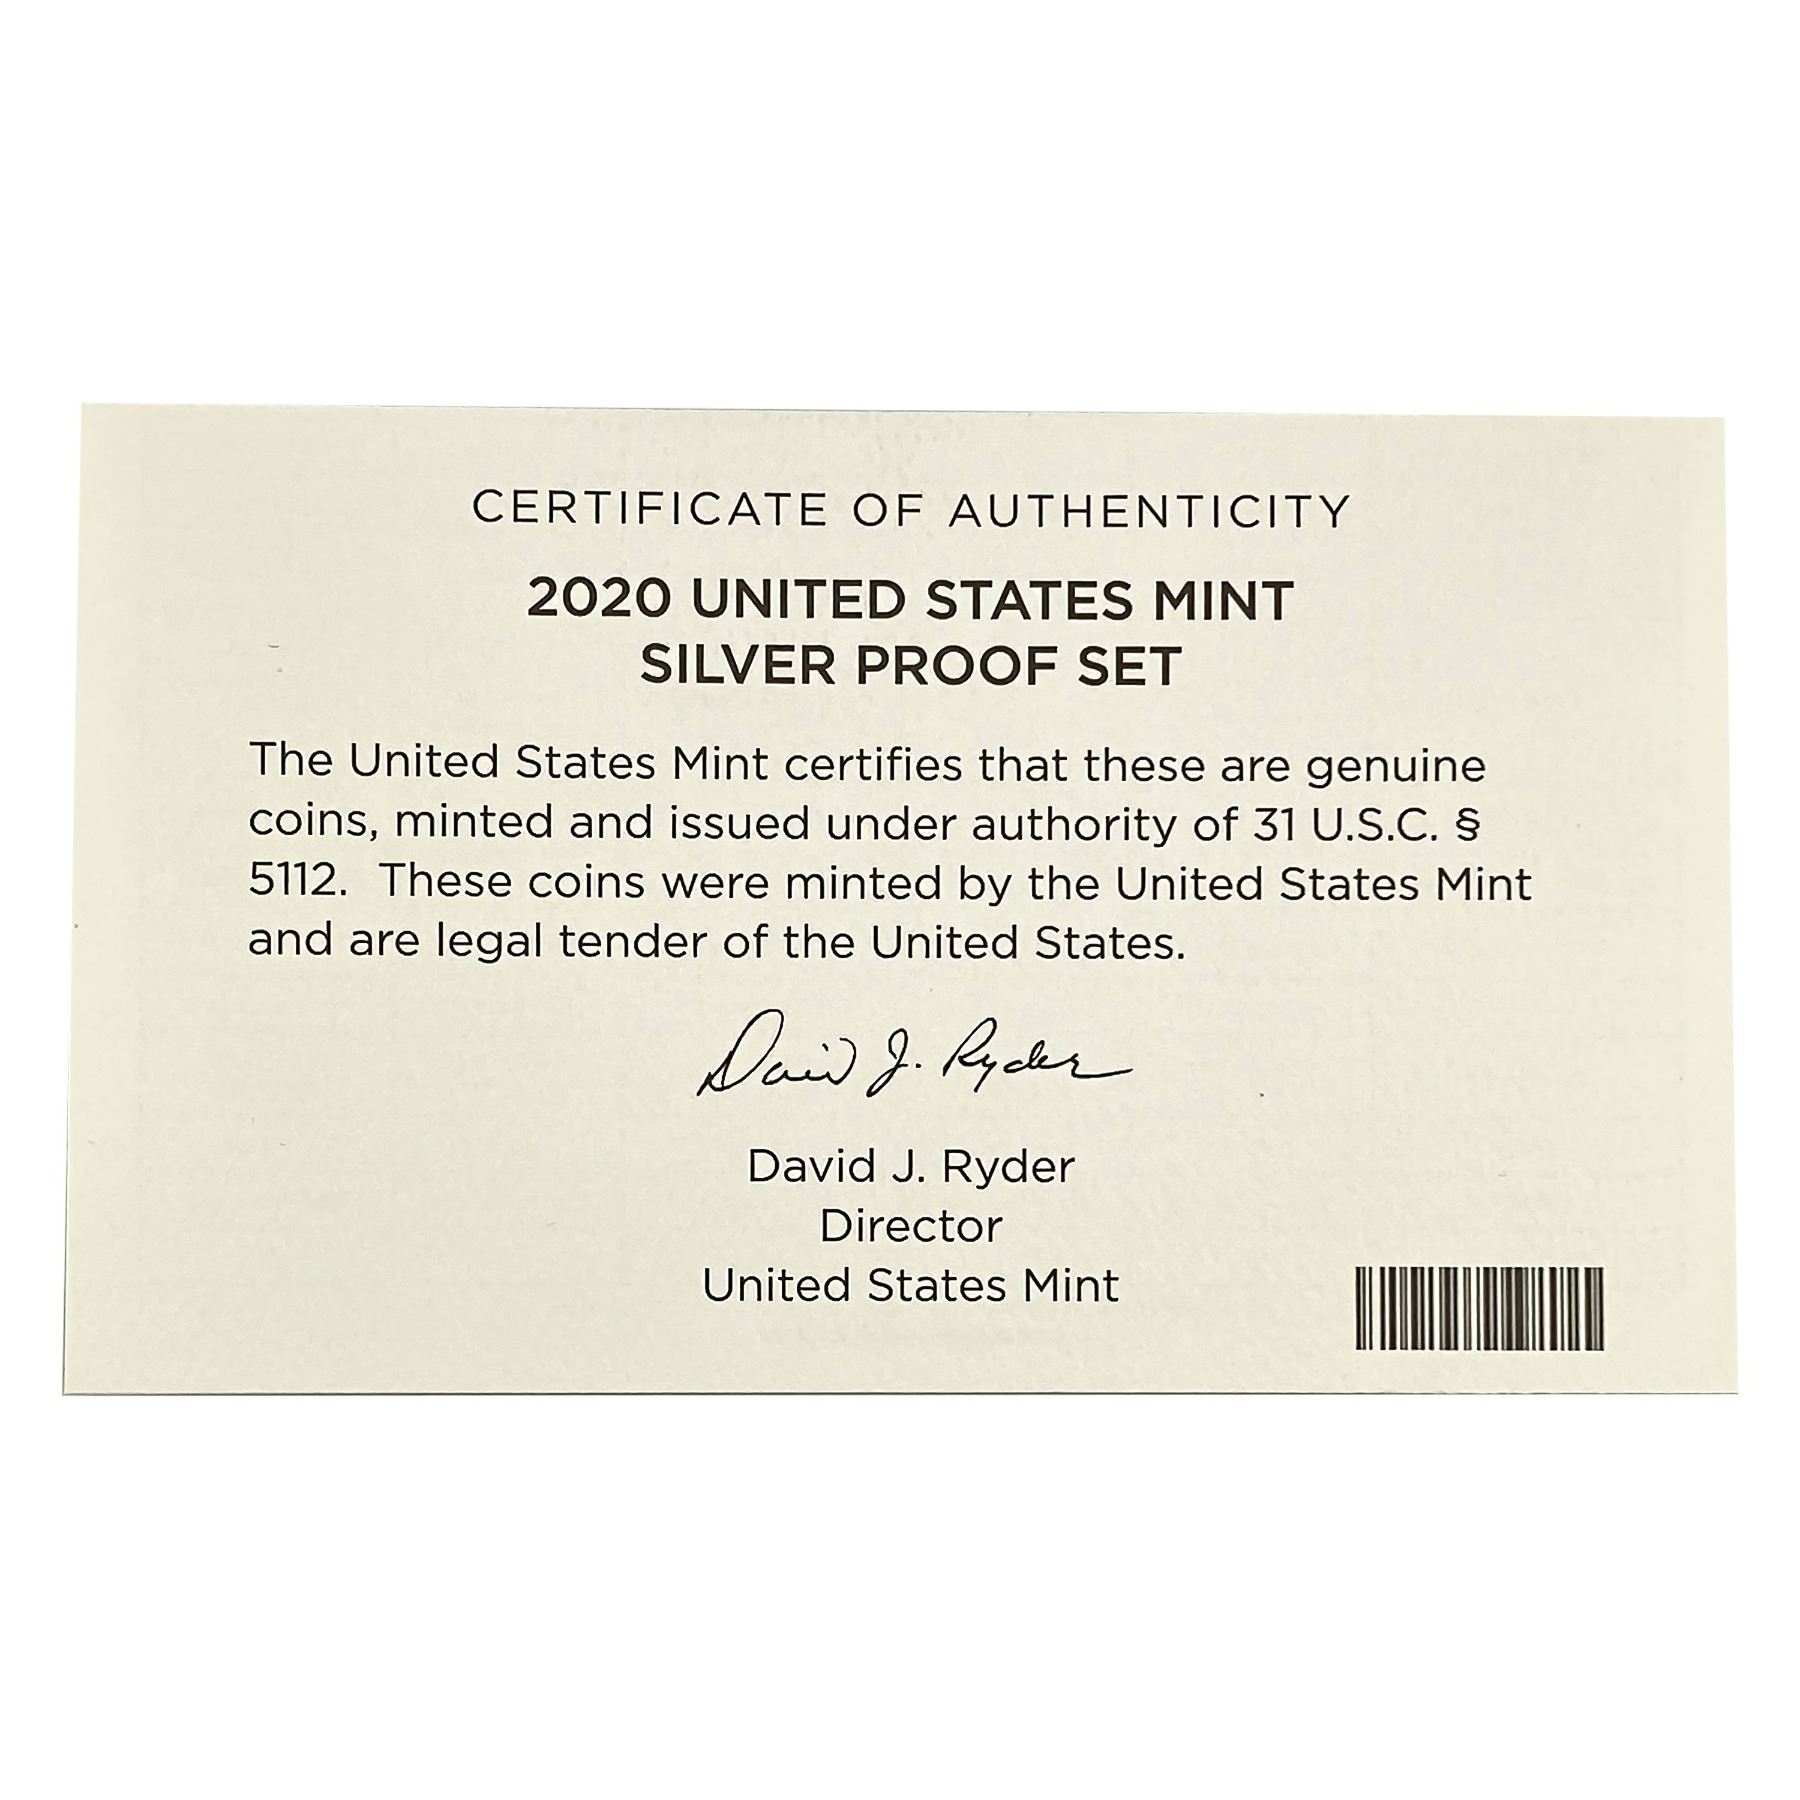 CERTIFICATE OF AUTHENTICITY
2020 UNITED STATES MINT
SILVER PROOF SET
The United States Mint certifies that these are genuine
coins, minted and issued under authority of 31 U.S.C. §
5112.  These coins were minted by the United States Mint
and are legal tender of the United States.
David J. Ryder
David J. Ryder
Director
United States Mint